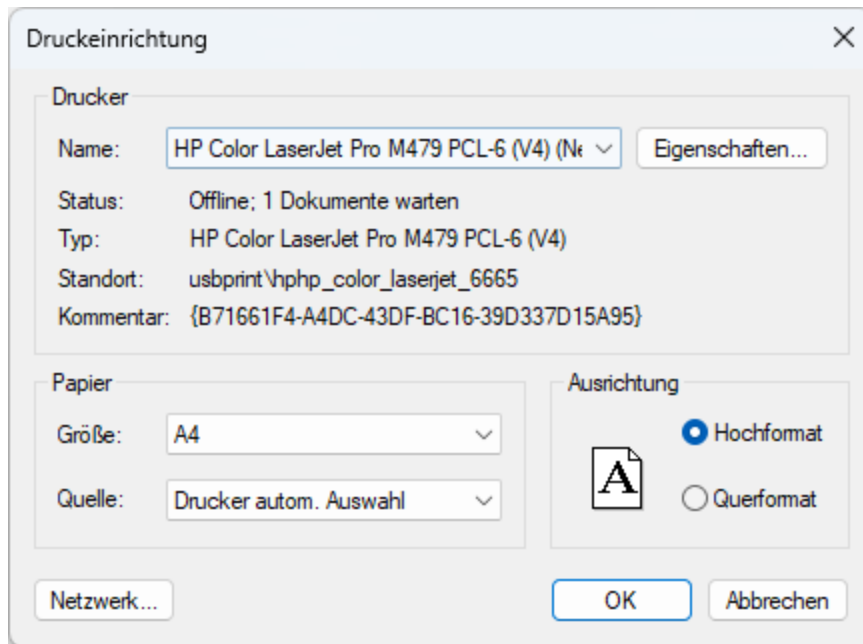 Druckeinrichtung
Drucker
Name: HP Color LaserJet Pro M479 PCL-6 (V4) (Ne Eigenschaften...
Status: Offline; 1 Dokumente warten
Typ: HP Color LaserJet Pro M479 PCL-6 (V4)
Standort: usbprint\hphp_color_laserjet_6665
Kommentar: {B71661F4-A4DC-43DF-BC16-39D337D15A95}
Papier
Größe: A4
Quelle: Drucker autom. Auswahl
Ausrichtung
A
Hochformat
Querformat
Netzwerk... OK Abbrechen